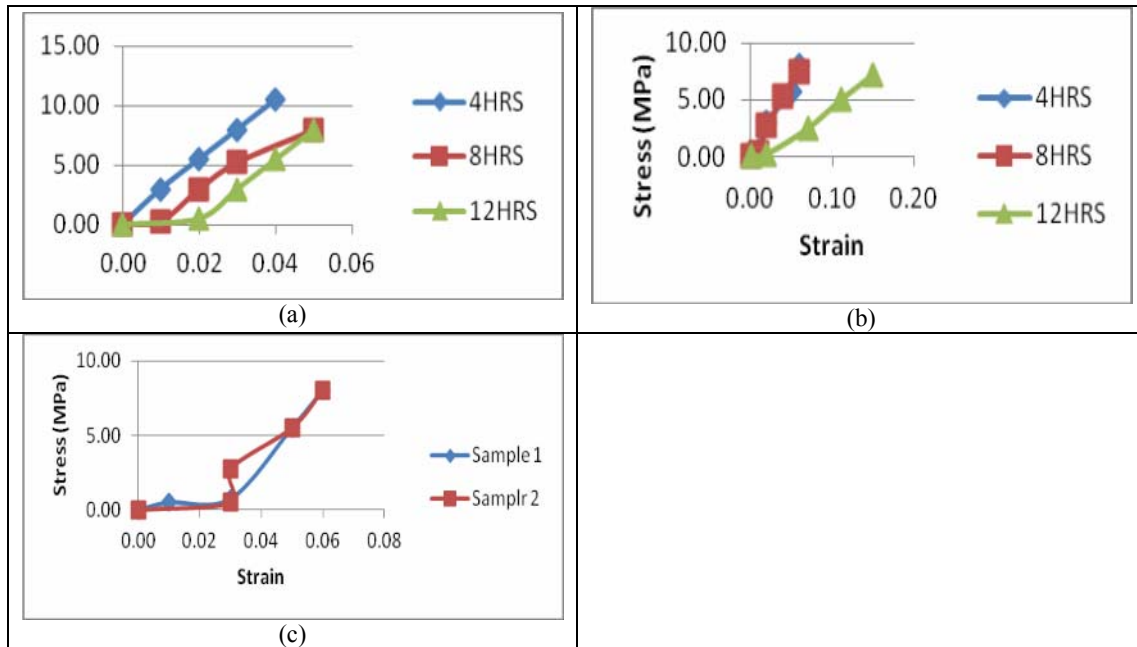 15.00
10.00
5.00
0.00
0.00 0.02 0.04 0.06
4HRS
8HRS
12HRS
(a)
Stress (MPa)
10.00
5.00
0.00
0.00 0.10 0.20
Strain
4HRS
8HRS
12HRS
(b)
Stress (MPa)
10.00
5.00
0.00
0.00 0.02 0.04 0.06 0.08
Strain
Sample 1
Samplr 2
(c)